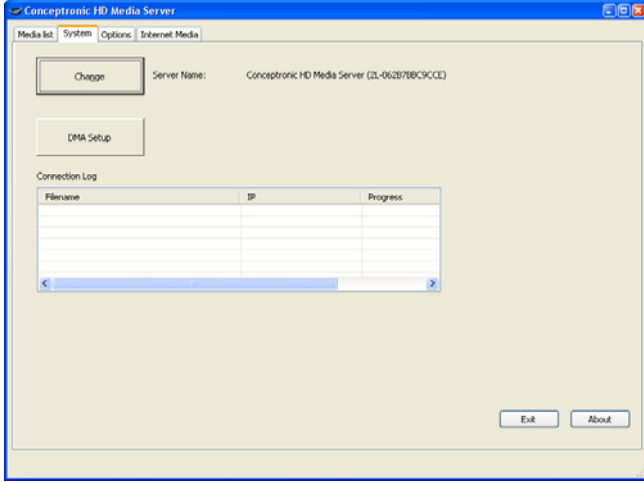 Conceptronic HD Media Server
Media list System Options Internet Media
Change Server Name: Conceptronic HD Media Server (2L-062B7BBC9CCE)
DMA Setup
Connection Log
Filename IP Progress
Exit About